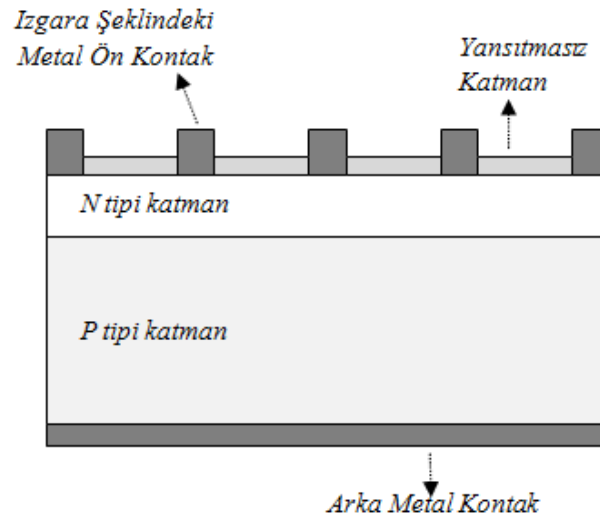 Izgara Şeklindeki
Metal Ön Kontak
Yansıtmasız
Katman
N tipi katman
P tipi katman
Arka Metal Kontak